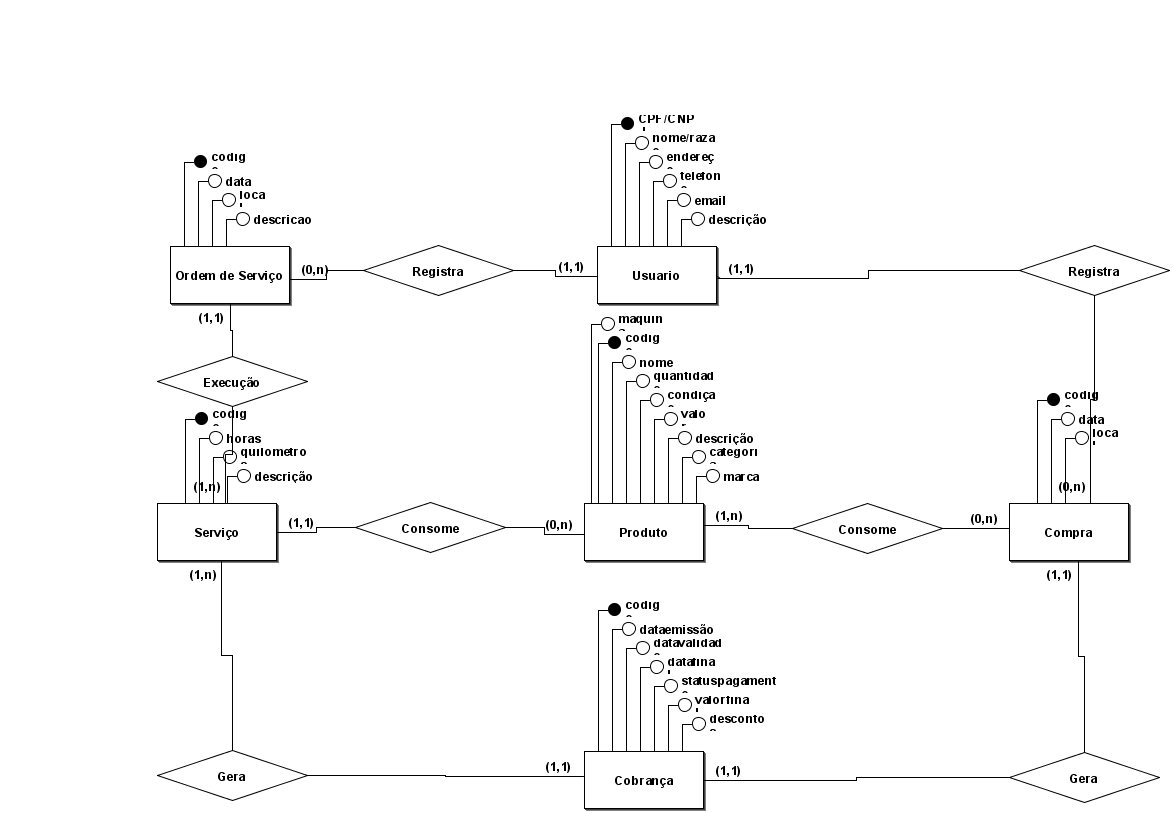 CPF/CNP
nome/raza
endereç
telefon
email
descrição
codig
data
loca
descricao
Ordem de Serviço
(0,n)
Registra
(1,1)
Usuario
(1,1)
Registra
(1,1)
Execução
maquin
codig
nome
quantidad
condiça
valo
r
descrição
categori
a
marca
codig
horas
quilometro
s
descrição
(1,n)
codig
data
loca
l
(0,n)
Serviço
(1,1)
Consome
(0,n)
Produto
(1,n)
Consome
(0,n)
Compra
(1,n)
(1,1)
codig
dataemissão
datavalidad
datafina
statuspagament
valorfina
desconto
Gera
(1,1)
Cobrança
(1,1)
Gera